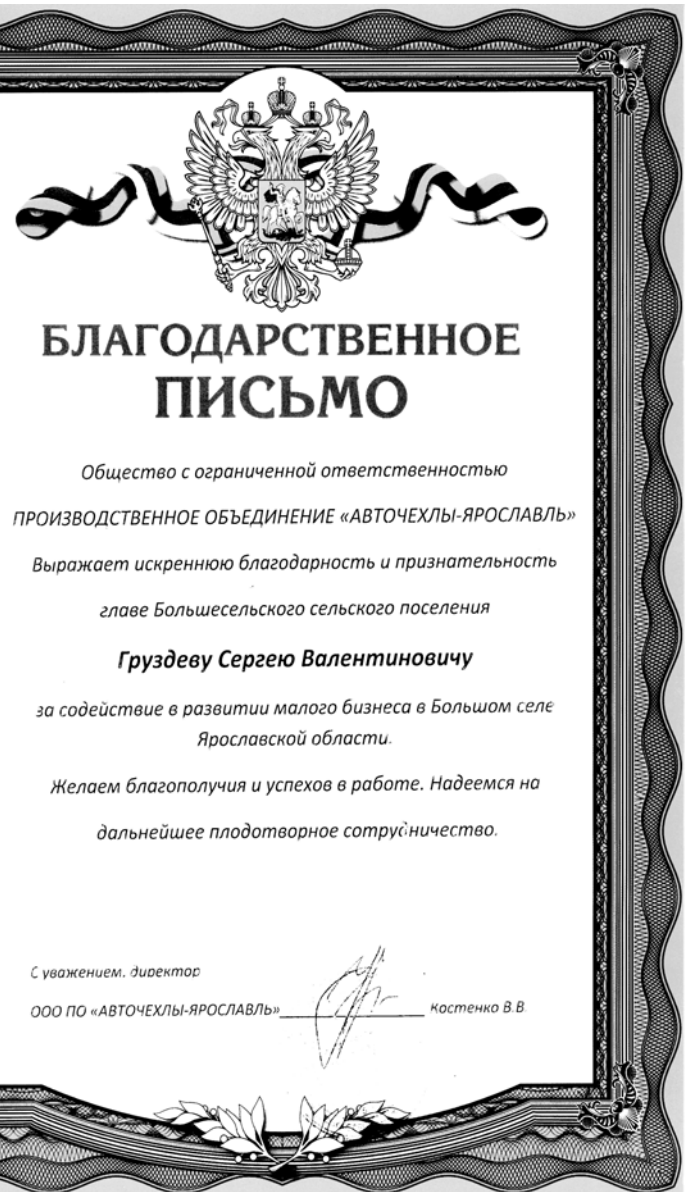 БЛАГОДАРСТВЕННОЕ
ПИСЬМО
Общество с ограниченной ответственностью
ПРОИЗВОДСТВЕННОЕ ОБЪЕДИНЕНИЕ «АВТОЧЕХЛЫ-ЯРОСЛАВЛЬ»
Выражает искреннюю благодарность и признательность
главе Большесельского сельского поселения
Груздеву Сергею Валентиновичу
за содействие в развитии малого бизнеса в Большом селе
Ярославской области.
Желаем благополучия и успехов в работе. Надеемся на
дальнейшее плодотворное сотрудничество.
С уважением, директор
ООО ПО «АВТОЧЕХЛЫ-ЯРОСЛАВЛЬ» Костенко В.В.